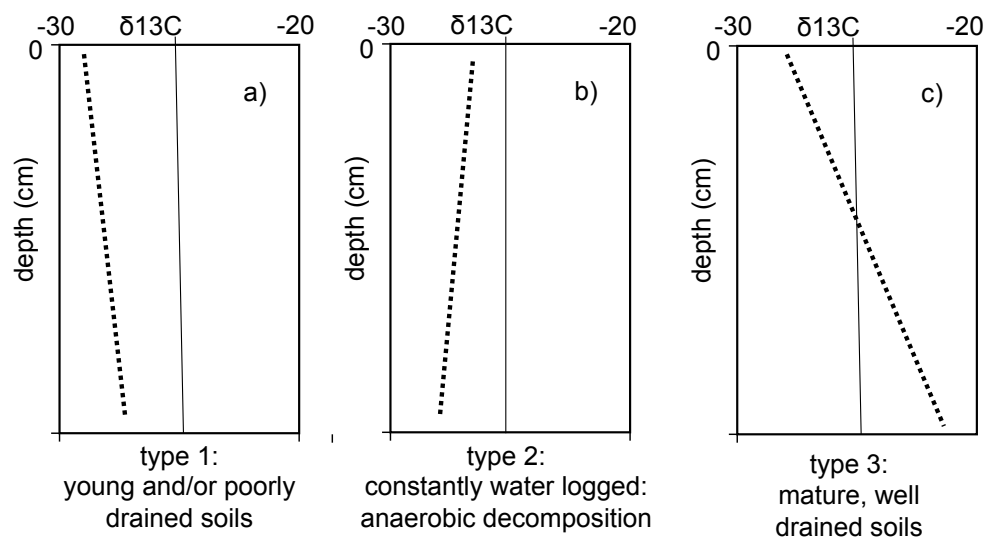 -30 δ13C -20
0
a)
depth (cm)
type 1:
young and/or poorly
drained soils
-30 δ13C -20
0
b)
depth (cm)
type 2:
constantly water logged:
anaerobic decomposition
-30 δ13C -20
0
c)
depth (cm)
type 3:
mature, well
drained soils